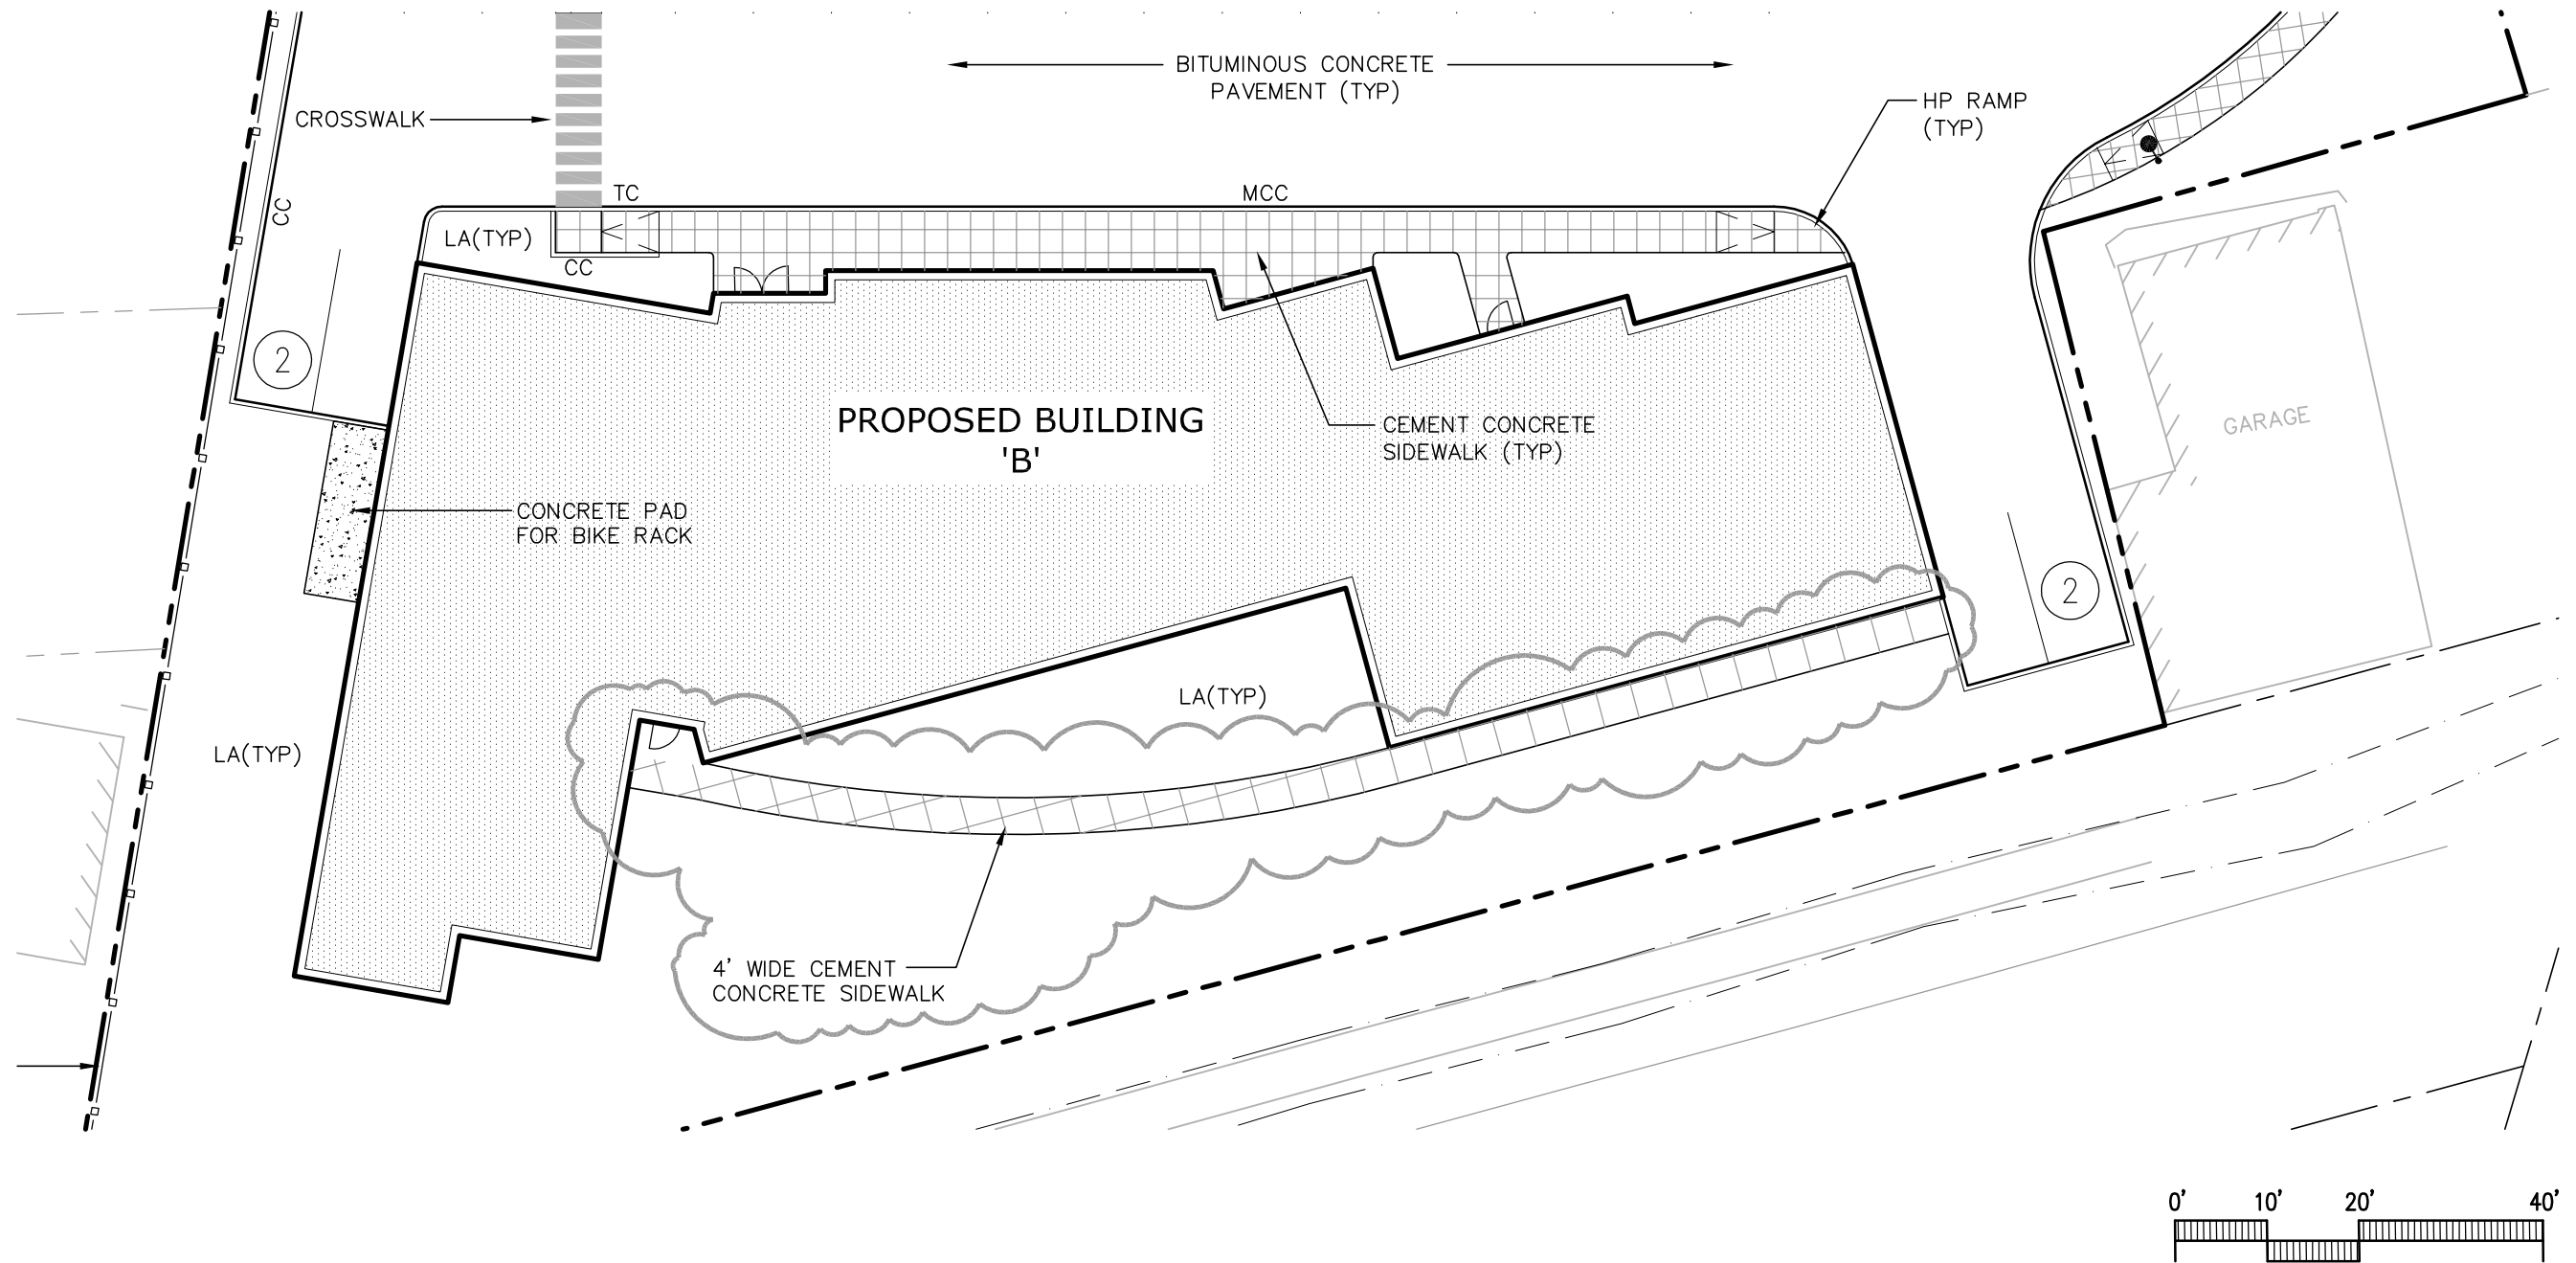 BITUMINOUS CONCRETE
PAVEMENT (TYP)
CROSSWALK
HP RAMP
(TYP)
TC
MCC
CC
LA(TYP)
CC
2
PROPOSED BUILDING
'B'
CEMENT CONCRETE
SIDEWALK (TYP)
GARAGE
CONCRETE PAD
FOR BIKE RACK
2
LA(TYP)
LA(TYP)
4' WIDE CEMENT
CONCRETE SIDEWALK
0' 10' 20' 40'